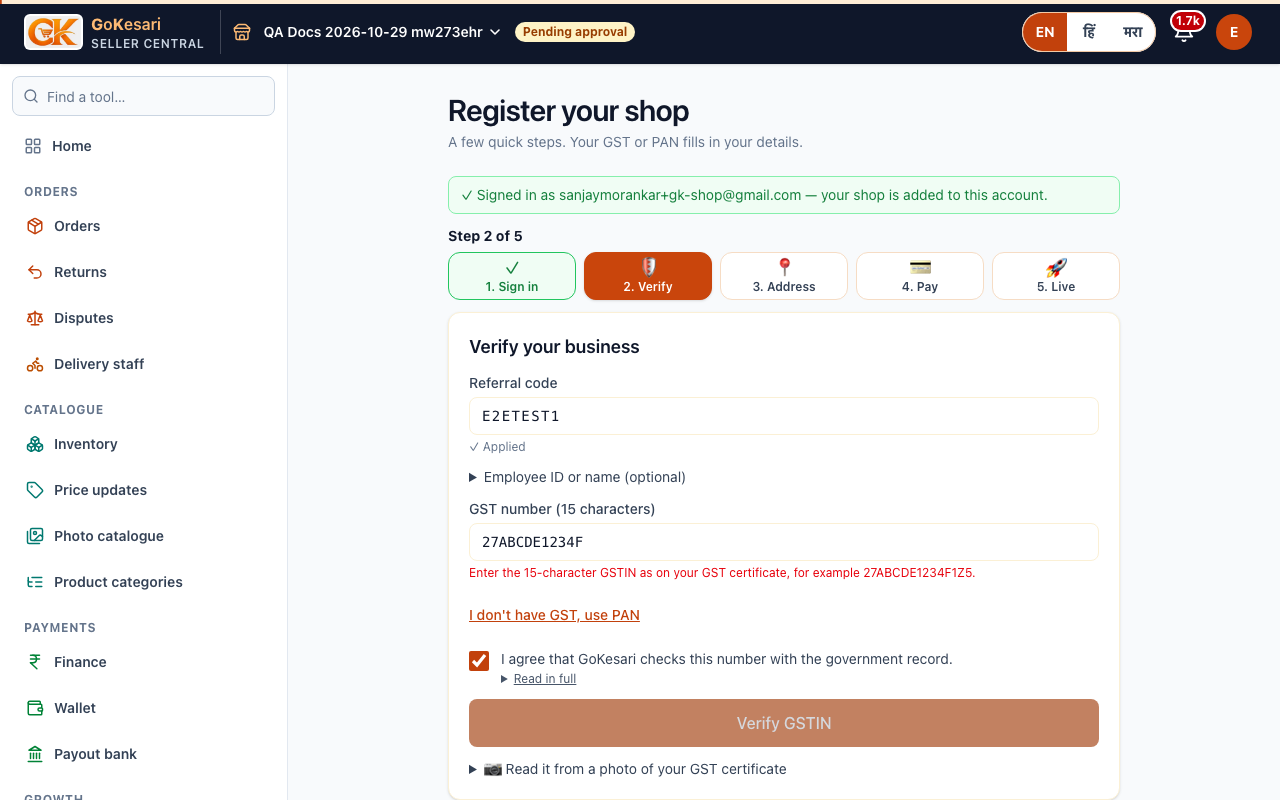 GK
GoKesari
SELLER CENTRAL
QA Docs 2026-10-29 mw273ehr
Pending approval
EN
हिं
मरा
1.7k
E
Find a tool...
Home
ORDERS
Orders
Returns
Disputes
Delivery staff
CATALOGUE
Inventory
Price updates
Photo catalogue
Product categories
PAYMENTS
Finance
Wallet
Payout bank
GROWTH
Register your shop
A few quick steps. Your GST or PAN fills in your details.
✓ Signed in as sanjaymorankar+gk-shop@gmail.com — your shop is added to this account.
Step 2 of 5
1. Sign in
2. Verify
3. Address
4. Pay
5. Live
Verify your business
Referral code
E2ETEST1
✓ Applied
Employee ID or name (optional)
GST number (15 characters)
27ABCDE1234F
Enter the 15-character GSTIN as on your GST certificate, for example 27ABCDE1234F1Z5.
I don't have GST, use PAN
I agree that GoKesari checks this number with the government record.
Read in full
Verify GSTIN
Read it from a photo of your GST certificate